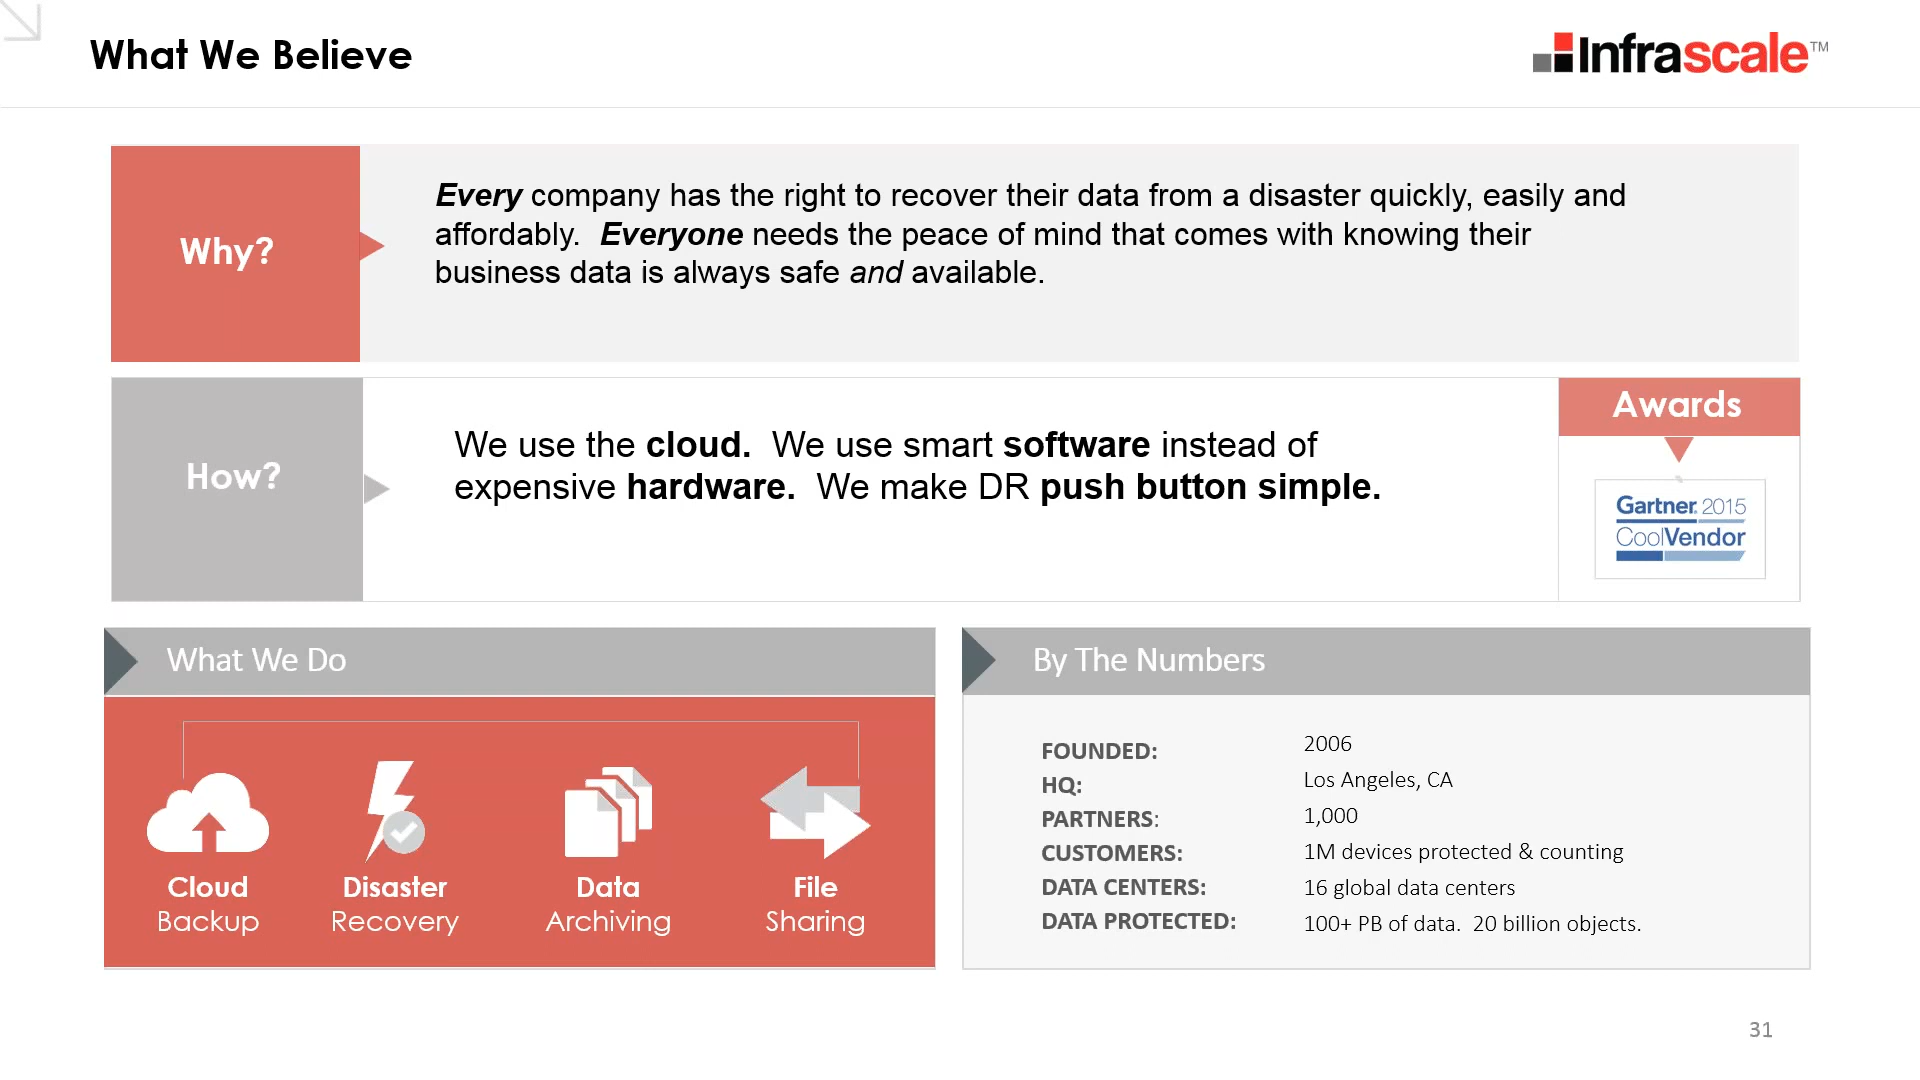 What We Believe
Infrascale™
Why?
Every company has the right to recover their data from a disaster quickly, easily and
affordably.  Everyone needs the peace of mind that comes with knowing their
business data is always safe and available.
How?
We use the cloud.  We use smart software instead of
expensive hardware.  We make DR push button simple.
Awards
Gartner. 2015
CoolVendor
What We Do
Cloud
Backup
Disaster
Recovery
Data
Archiving
File
Sharing
By The Numbers
FOUNDED: 2006
HQ: Los Angeles, CA
PARTNERS: 1,000
CUSTOMERS: 1M devices protected & counting
DATA CENTERS: 16 global data centers
DATA PROTECTED: 100+ PB of data.  20 billion objects.
31